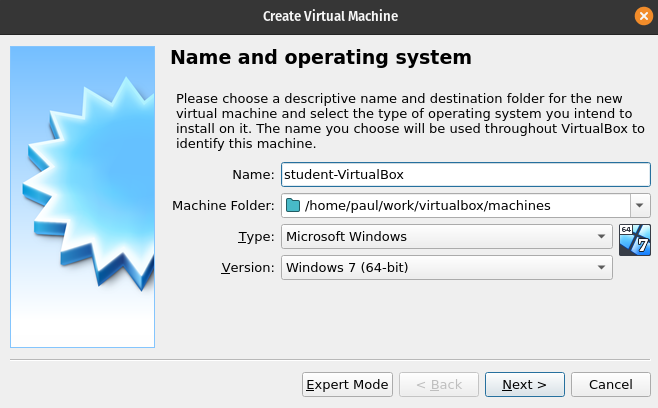 Create Virtual Machine
Name and operating system
Please choose a descriptive name and destination folder for the new
virtual machine and select the type of operating system you intend to
install on it. The name you choose will be used throughout VirtualBox to
identify this machine.
Name: student-VirtualBox
Machine Folder: /home/paul/work/virtualbox/machines
Type: Microsoft Windows
64
7
Version: Windows 7 (64-bit)
Expert Mode < Back Next > Cancel